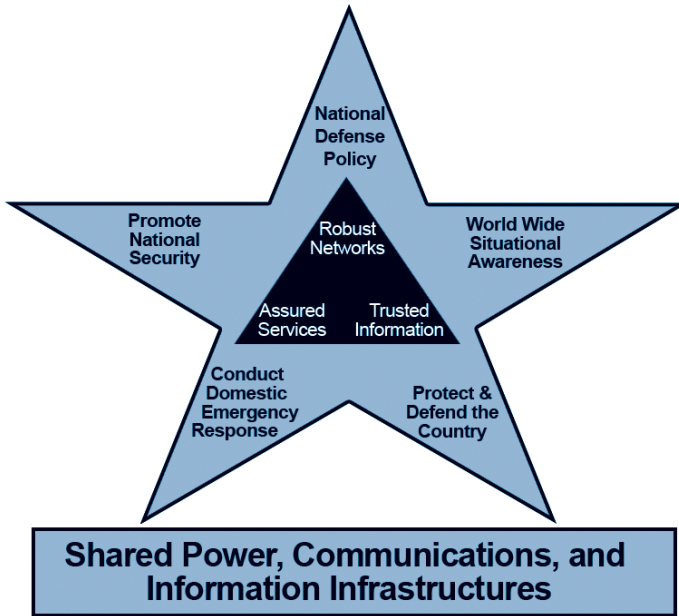 National
Defense
Policy
Promote
National
Security
World Wide
Situational
Awareness
Robust
Networks
Assured
Services
Trusted
Information
Conduct
Domestic
Emergency
Response
Protect &
Defend the
Country
Shared Power, Communications, and
Information Infrastructures